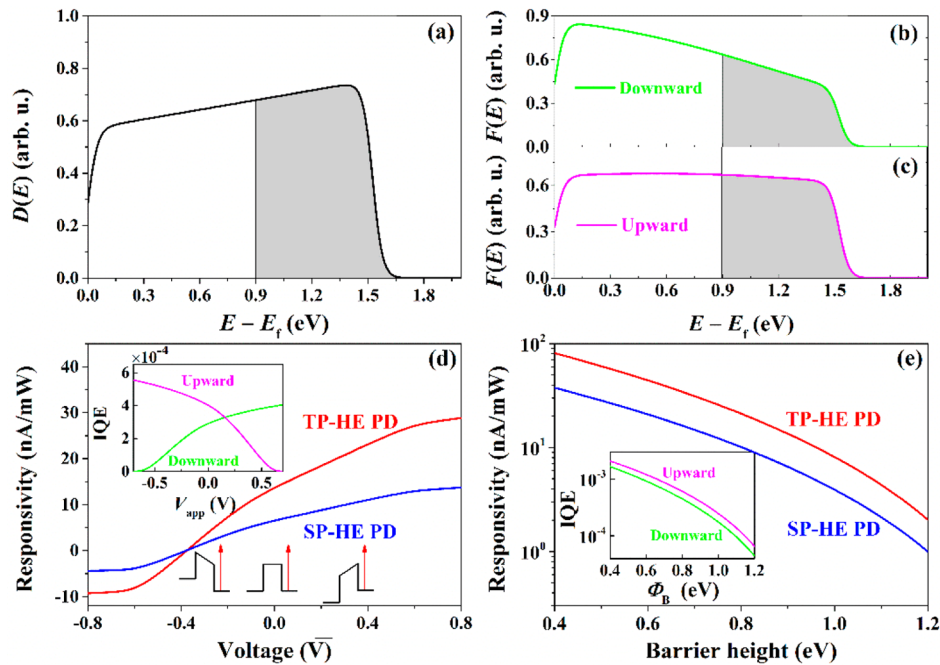 (a)
D(E) (arb. u.)
1.0
0.8
0.6
0.4
0.2
0.0
0.0 0.3 0.6 0.9 1.2 1.5 1.8
E − Ef (eV)
(b)
F(E) (arb. u.)
0.9
0.6
0.3
0.0
Downward
(c)
F(E) (arb. u.)
0.6
0.3
0.0
Upward
0.0 0.3 0.6 0.9 1.2 1.5 1.8
E − Ef (eV)
(d)
Responsivity (nA/mW)
40
30
20
10
0
-10
-0.8 -0.4 0.0 0.4 0.8
Voltage (V)
×10⁻⁴
IQE
6
4
2
0
-0.5 0.0 0.5
Vapp (V)
Upward
Downward
TP-HE PD
SP-HE PD
(e)
Responsivity (nA/mW)
10²
10¹
10⁰
0.4 0.6 0.8 1.0 1.2
Barrier height (eV)
TP-HE PD
SP-HE PD
IQE
10⁻³
10⁻⁴
0.4 0.6 0.8 1.0 1.2
ΦB (eV)
Upward
Downward